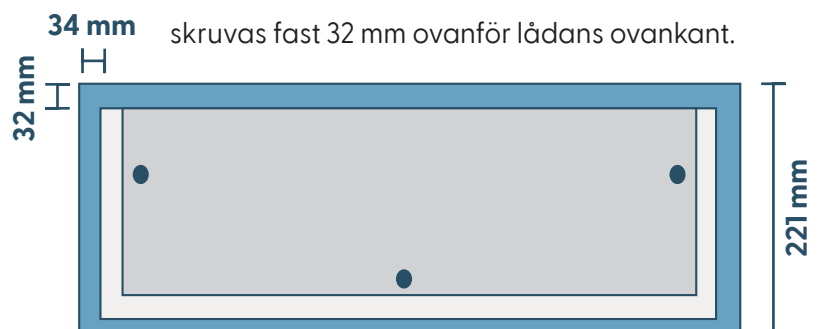 34 mm
skruvas fast 32 mm ovanför lådans ovankant.
32 mm
221 mm